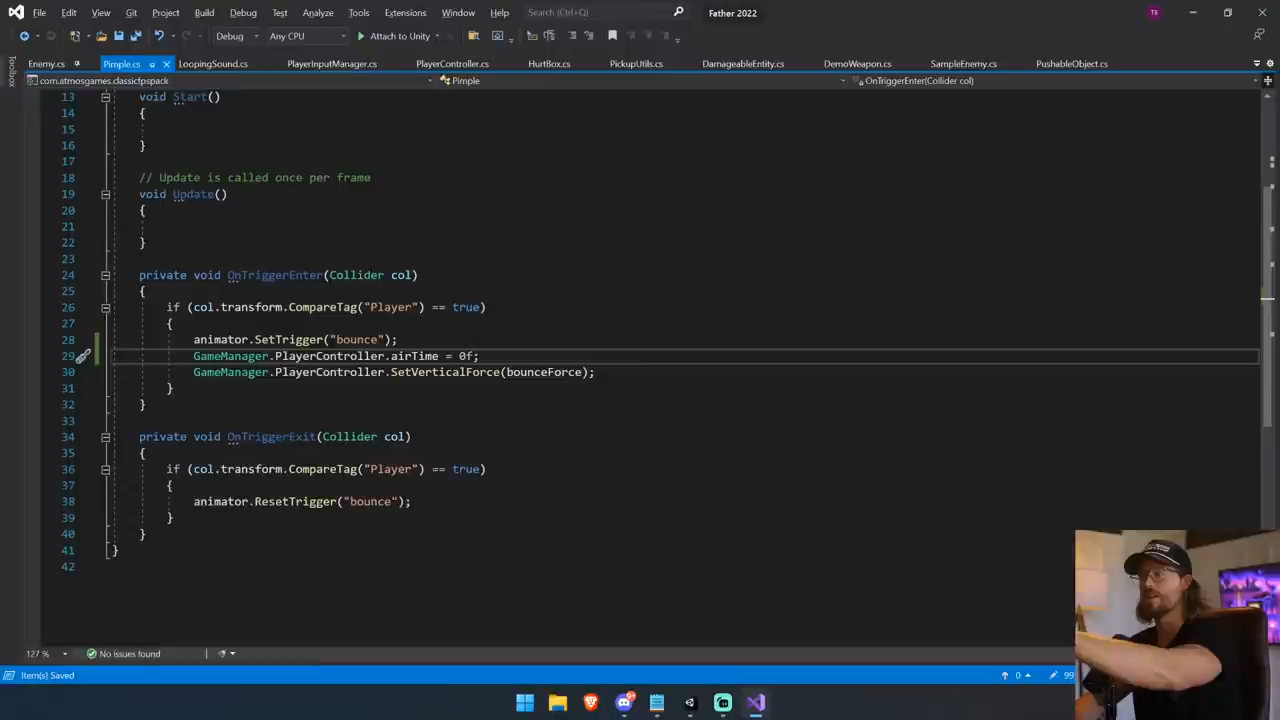 File Edit View Git Project Build Debug Test Analyze Tools Extensions Window Help Search (Ctrl+Q) Father 2022 TB
Debug Any CPU Attach to Unity
Enemy.cs Pimple.cs LoopingSound.cs PlayerInputManager.cs PlayerController.cs HurtBox.cs PickupUtils.cs DamageableEntity.cs DemoWeapon.cs SampleEnemy.cs PushableObject.cs
Toolbox
com.atmosgames.classicfpspack Pimple OnTriggerEnter(Collider col)
13 void Start()
14 {
15
16 }
17
18 // Update is called once per frame
19 void Update()
20 {
21
22 }
23
24 private void OnTriggerEnter(Collider col)
25 {
26 if (col.transform.CompareTag("Player") == true)
27 {
28 animator.SetTrigger("bounce");
29 GameManager.PlayerController.airTime = 0f;
30 GameManager.PlayerController.SetVerticalForce(bounceForce);
31 }
32 }
33
34 private void OnTriggerExit(Collider col)
35 {
36 if (col.transform.CompareTag("Player") == true)
37 {
38 animator.ResetTrigger("bounce");
39 }
40 }
41 }
42
127 % No issues found
Item(s) Saved 0 99